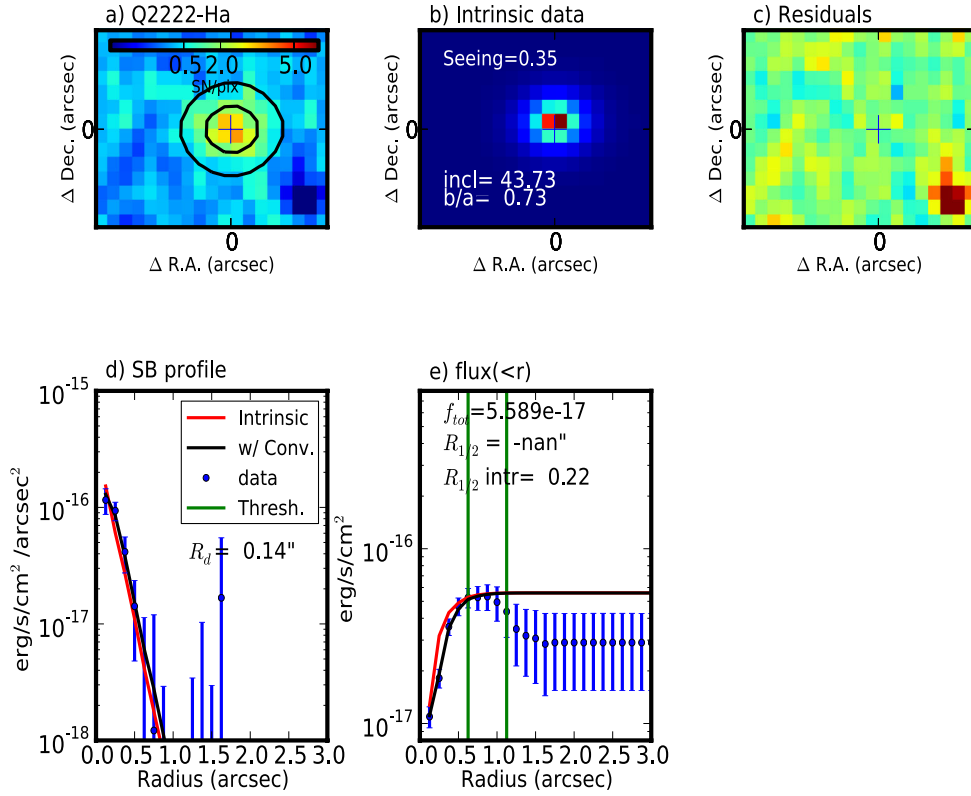 a) Q2222-Ha
0.5 2.0 5.0
SN/pix
Δ Dec. (arcsec)
0
0
Δ R.A. (arcsec)
b) Intrinsic data
Seeing=0.35
incl= 43.73
b/a= 0.73
Δ Dec. (arcsec)
0
0
Δ R.A. (arcsec)
c) Residuals
Δ Dec. (arcsec)
0
0
Δ R.A. (arcsec)
d) SB profile
Intrinsic
w/ Conv.
data
Thresh.
R_d = 0.14"
erg/s/cm² /arcsec²
10⁻¹⁵
10⁻¹⁶
10⁻¹⁷
10⁻¹⁸
0.0 0.5 1.0 1.5 2.0 2.5 3.0
Radius (arcsec)
e) flux(<r)
f_tot=5.589e-17
R_1/2 = -nan"
R_1/2 intr= 0.22
erg/s/cm²
10⁻¹⁶
10⁻¹⁷
0.0 0.5 1.0 1.5 2.0 2.5 3.0
Radius (arcsec)